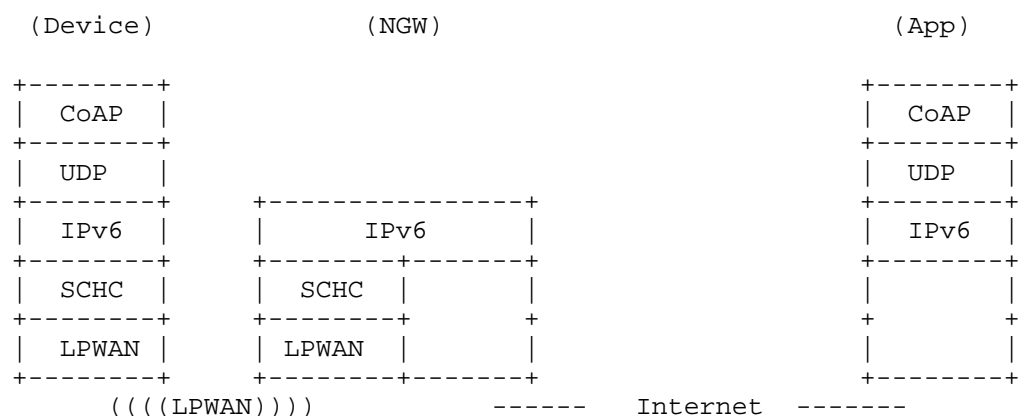 (Device) (NGW) (App)
+--------+ +--------+
| CoAP | | CoAP |
+--------+ +--------+
| UDP | | UDP |
+--------+ +----------------+ +--------+
| IPv6 | | IPv6 | | IPv6 |
+--------+ +--------+-------+ +--------+
| SCHC | | SCHC | | | |
+--------+ +--------+ + + +
| LPWAN | | LPWAN | | | |
+--------+ +--------+-------+ +--------+
((((LPWAN)))) ------ Internet -------